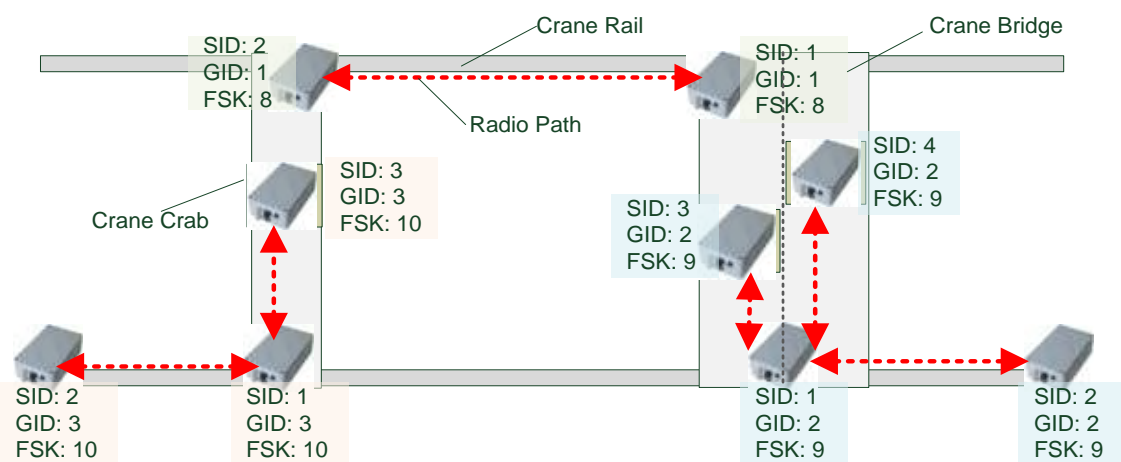 Crane Rail
Crane Bridge
SID: 2
GID: 1
FSK: 8
SID: 1
GID: 1
FSK: 8
Radio Path
SID: 4
GID: 2
FSK: 9
SID: 3
GID: 3
FSK: 10
Crane Crab
SID: 3
GID: 2
FSK: 9
SID: 2
GID: 3
FSK: 10
SID: 1
GID: 3
FSK: 10
SID: 1
GID: 2
FSK: 9
SID: 2
GID: 2
FSK: 9